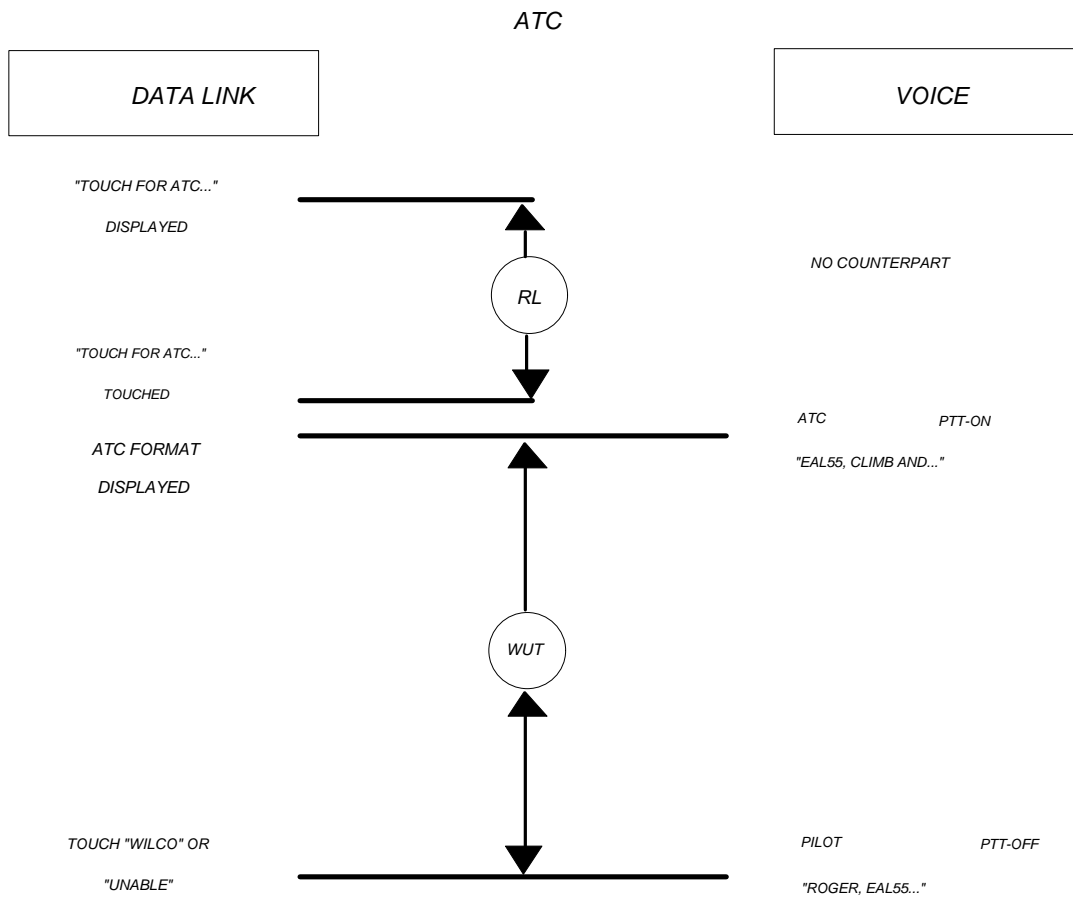 ATC
DATA LINK
VOICE
"TOUCH FOR ATC..."
DISPLAYED
NO COUNTERPART
RL
"TOUCH FOR ATC..."
TOUCHED
ATC FORMAT
DISPLAYED
ATC PTT-ON
"EAL55, CLIMB AND..."
WUT
TOUCH "WILCO" OR
"UNABLE"
PILOT PTT-OFF
"ROGER, EAL55..."